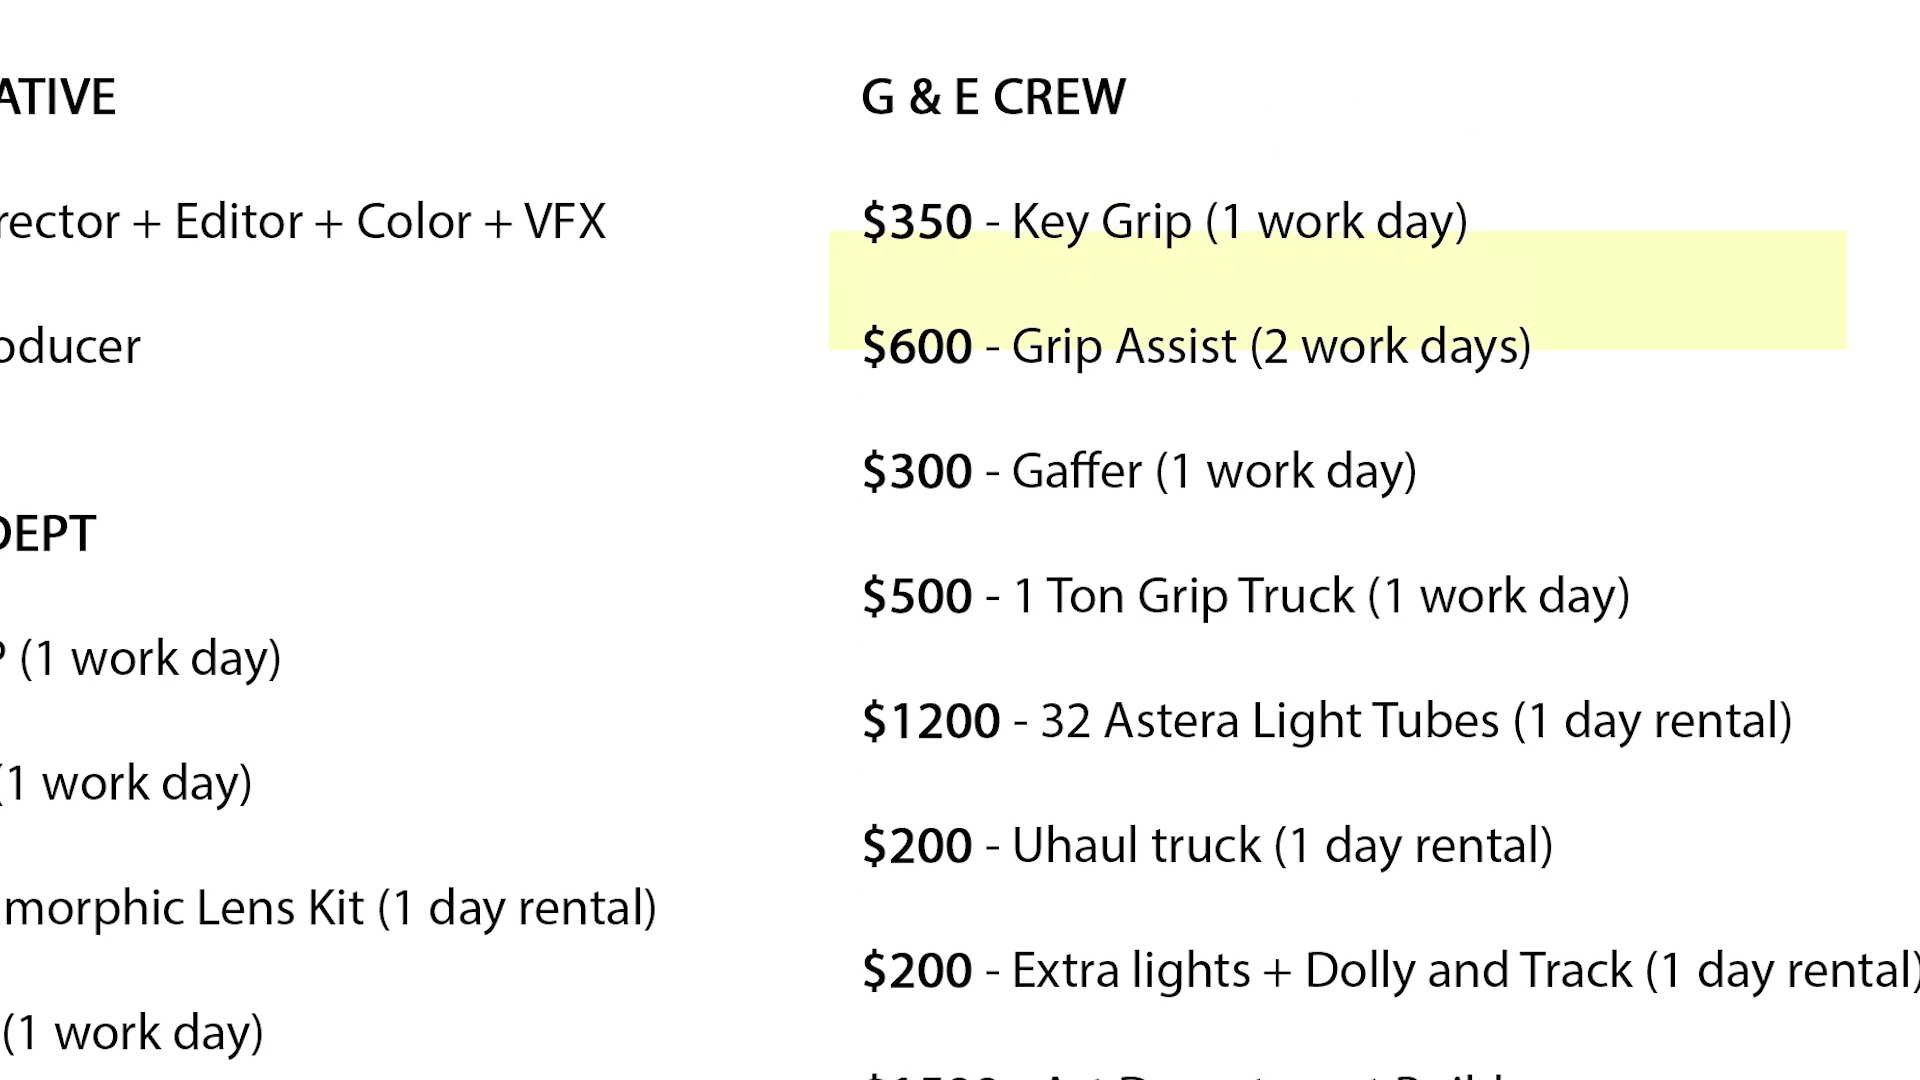 ATIVE
rector + Editor + Color + VFX
oducer
DEPT
(1 work day)
(1 work day)
morphic Lens Kit (1 day rental)
(1 work day)
G & E CREW
$350 - Key Grip (1 work day)
$600 - Grip Assist (2 work days)
$300 - Gaffer (1 work day)
$500 - 1 Ton Grip Truck (1 work day)
$1200 - 32 Astera Light Tubes (1 day rental)
$200 - Uhaul truck (1 day rental)
$200 - Extra lights + Dolly and Track (1 day rental)